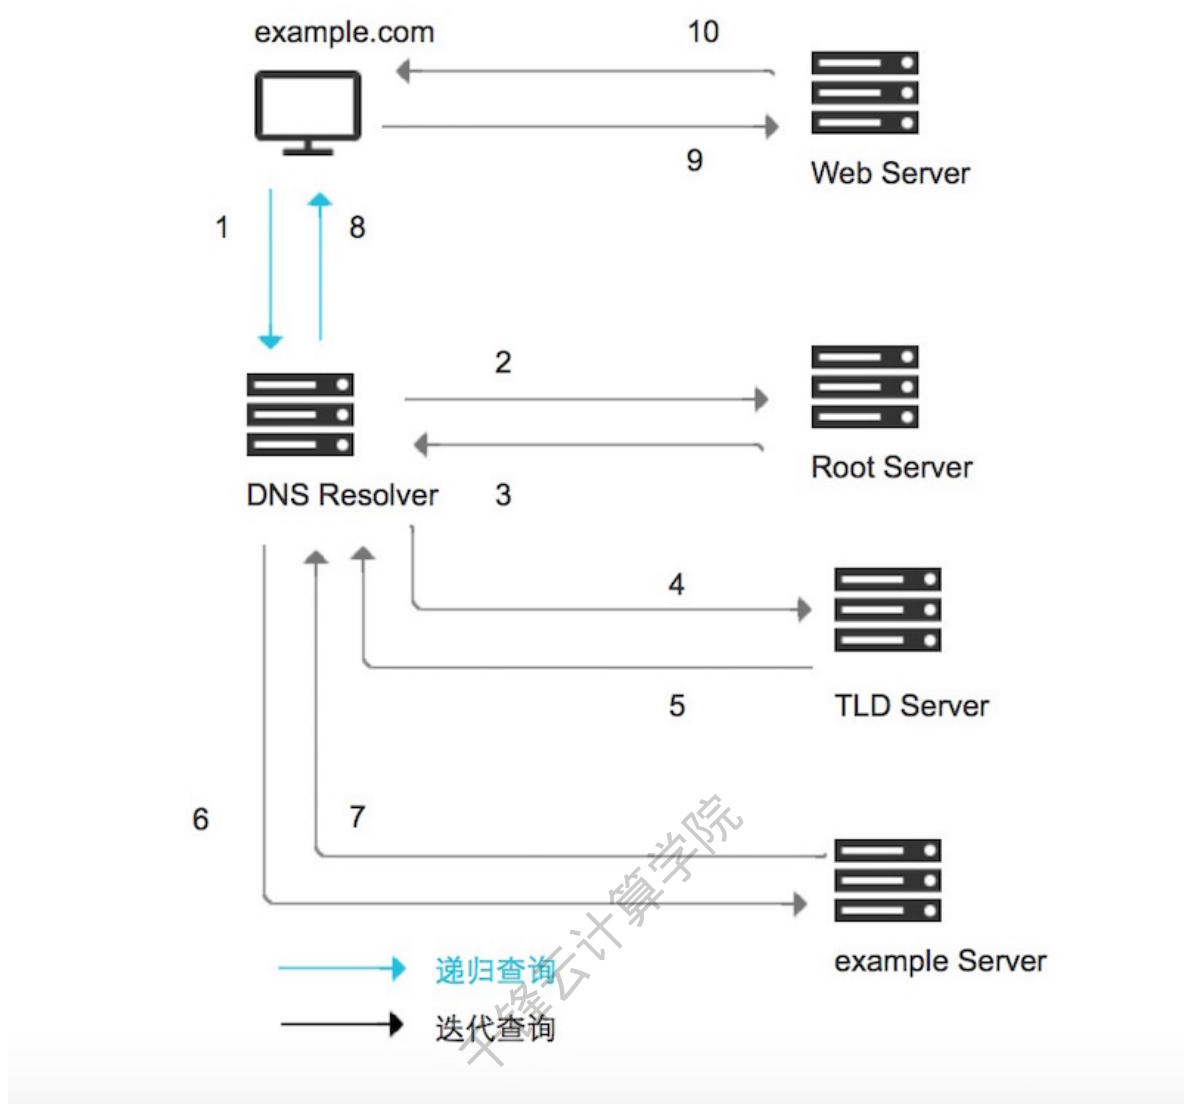 example.com
10
9
Web Server
1
8
2
Root Server
DNS Resolver
3
4
5
TLD Server
6
7
example Server
递归查询
迭代查询
千锋云计算学院